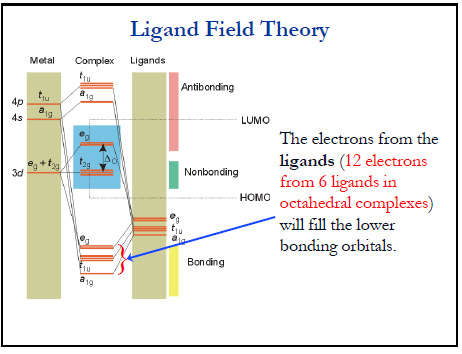 Ligand Field Theory
Metal Complex Ligands
t1u
4p t1u
a1g
4s a1g
Antibonding
LUMO
eg
3d eg + t2g
t2g
ΔO
Nonbonding
HOMO
eg
t1u
a1g
eg
t1u
a1g
Bonding
The electrons from the
ligands (12 electrons
from 6 ligands in
octahedral complexes)
will fill the lower
bonding orbitals.